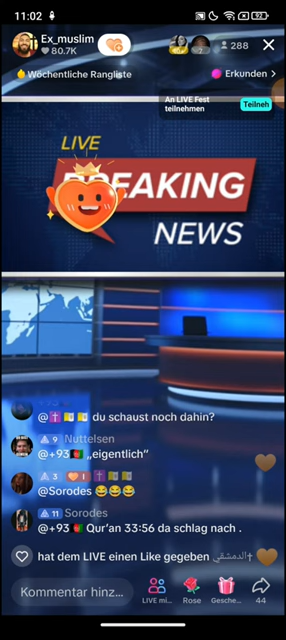 11:02
92
Ex_muslim
80.7K
288
Wöchentliche Rangliste
Erkunden >
An LIVE Fest
teilnehmen
Teilneh
LIVE
BREAKING
NEWS
@✝️🇻🇦🇻🇦 du schaust noch dahin?
9 Nuttelsen
@+93🇦🇫 „eigentlich“
3 I ✝️🇻🇦🇻🇦
@Sorodes 😂😂😂
11 Sorodes
@+93🇦🇫 Qur'an 33:56 da schlag nach .
hat dem LIVE einen Like gegeben الدمشقي✝
Kommentar hinz...
LIVE mi...
Rose
Gesche...
44